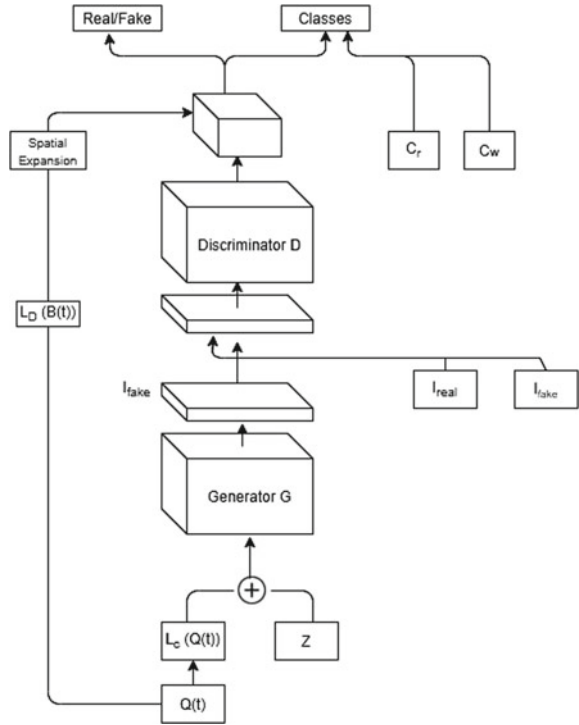 Real/Fake
Classes
Spatial
Expansion
Cr
Cw
Discriminator D
LD (B(t))
Ifake
Ireal
Ifake
Generator G
+
Lc (Q(t))
Z
Q(t)